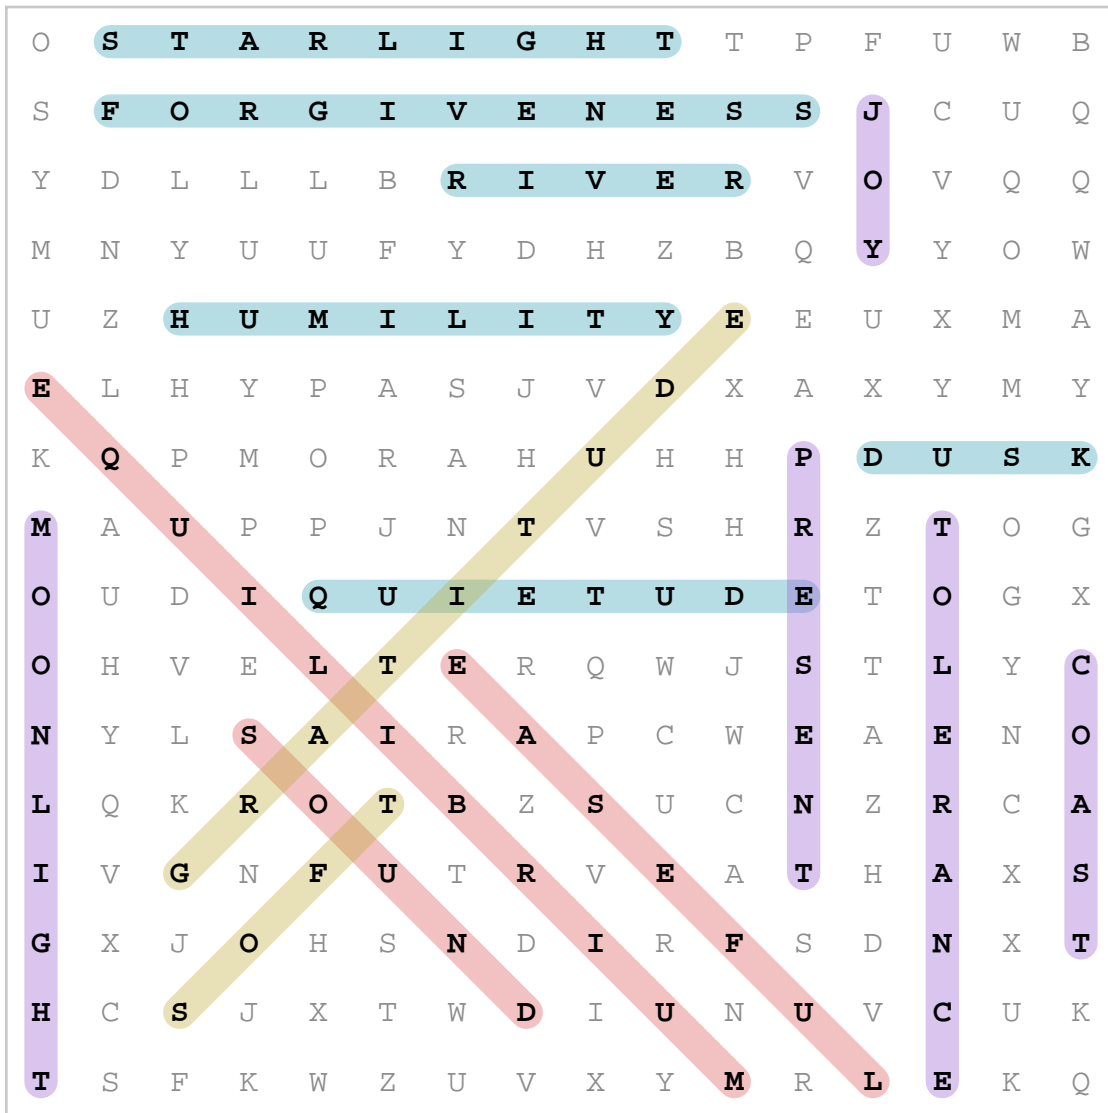 O S T A R L I G H T T P F U W B
S F O R G I V E N E S S J C U Q
Y D L L L B R I V E R V O V Q Q
M N Y U U F Y D H Z B Q Y Y O W
U Z H U M I L I T Y E E U X M A
E L H Y P A S J V D X A X Y M Y
K Q P M O R A H U H H P D U S K
M A U P P J N T V S H R Z T O G
O U D I Q U I E T U D E T O G X
O H V E L T E R Q W J S T L Y C
N Y L S A I R A P C W E A E N O
L Q K R O T B Z S U C N Z R C A
I V G N F U T R V E A T H A X S
G X J O H S N D I R F S D N X T
H C S J X T W D I U N U V C U K
T S F K W Z U V X Y M R L E K Q